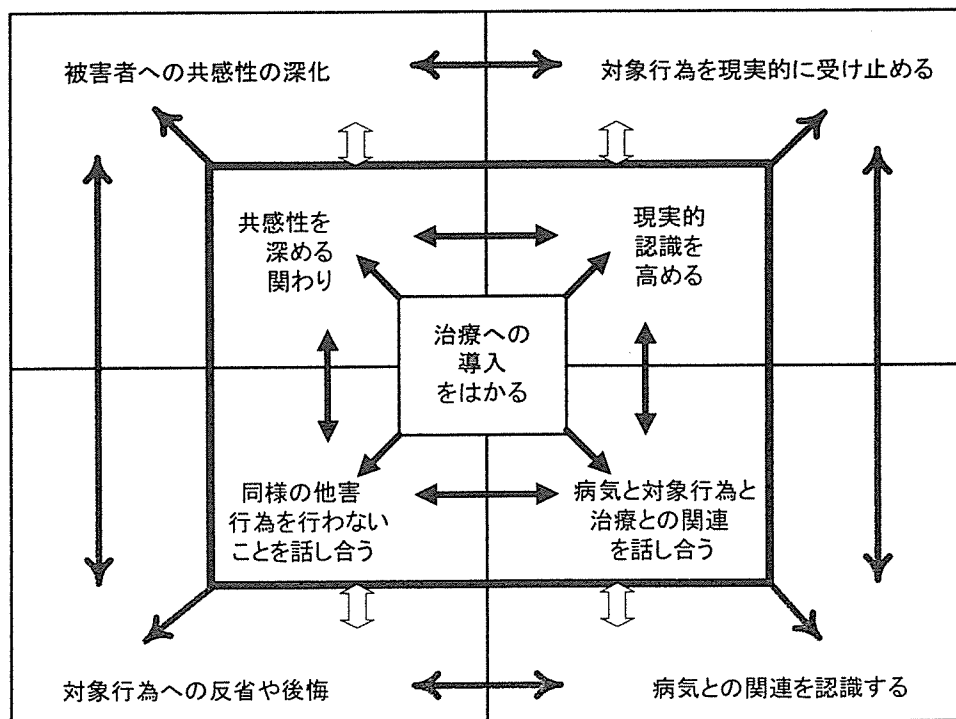 被害者への共感性の深化
対象行為を現実的に受け止める
共感性を
深める
関わり
現実的
認識を
高める
治療への
導入
をはかる
同様の他害
行為を行わない
ことを話し合う
病気と対象行為と
治療との関連
を話し合う
対象行為への反省や後悔
病気との関連を認識する